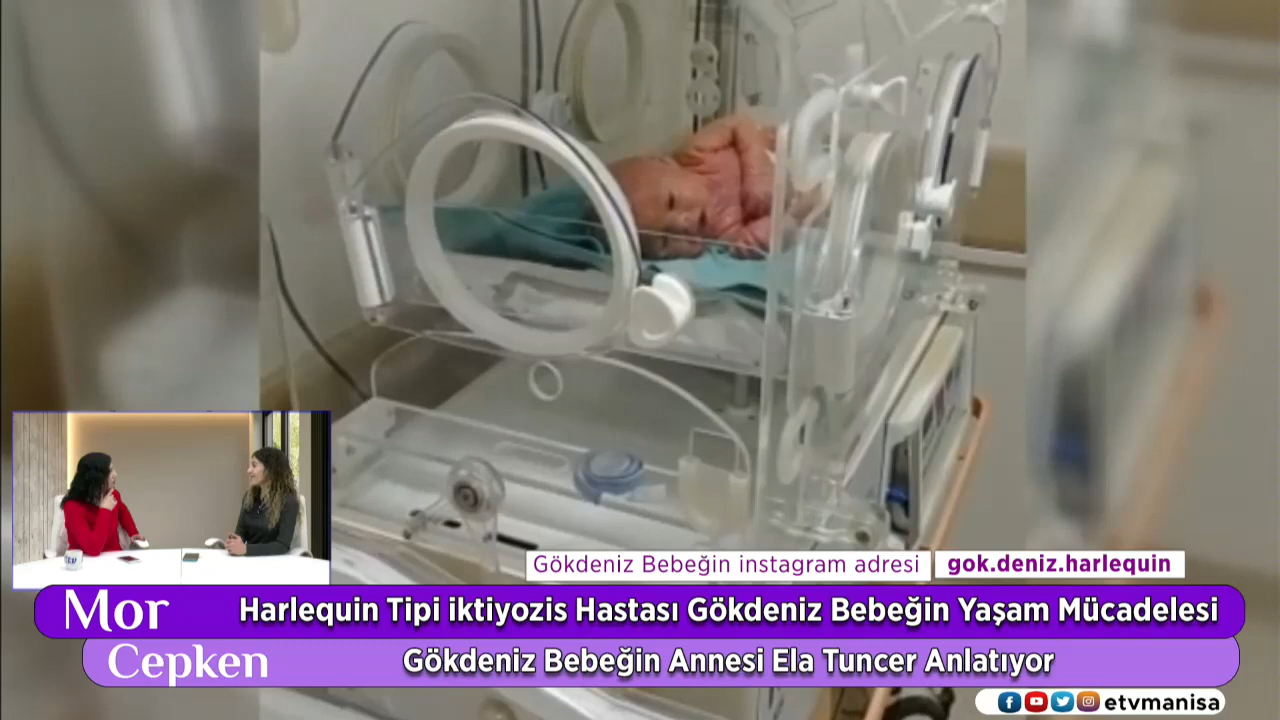 Gökdeniz Bebeğin instagram adresi gok.deniz.harlequin
Mor Harlequin Tipi iktiyozis Hastası Gökdeniz Bebeğin Yaşam Mücadelesi
Cepken Gökdeniz Bebeğin Annesi Ela Tuncer Anlatıyor
etvmanisa